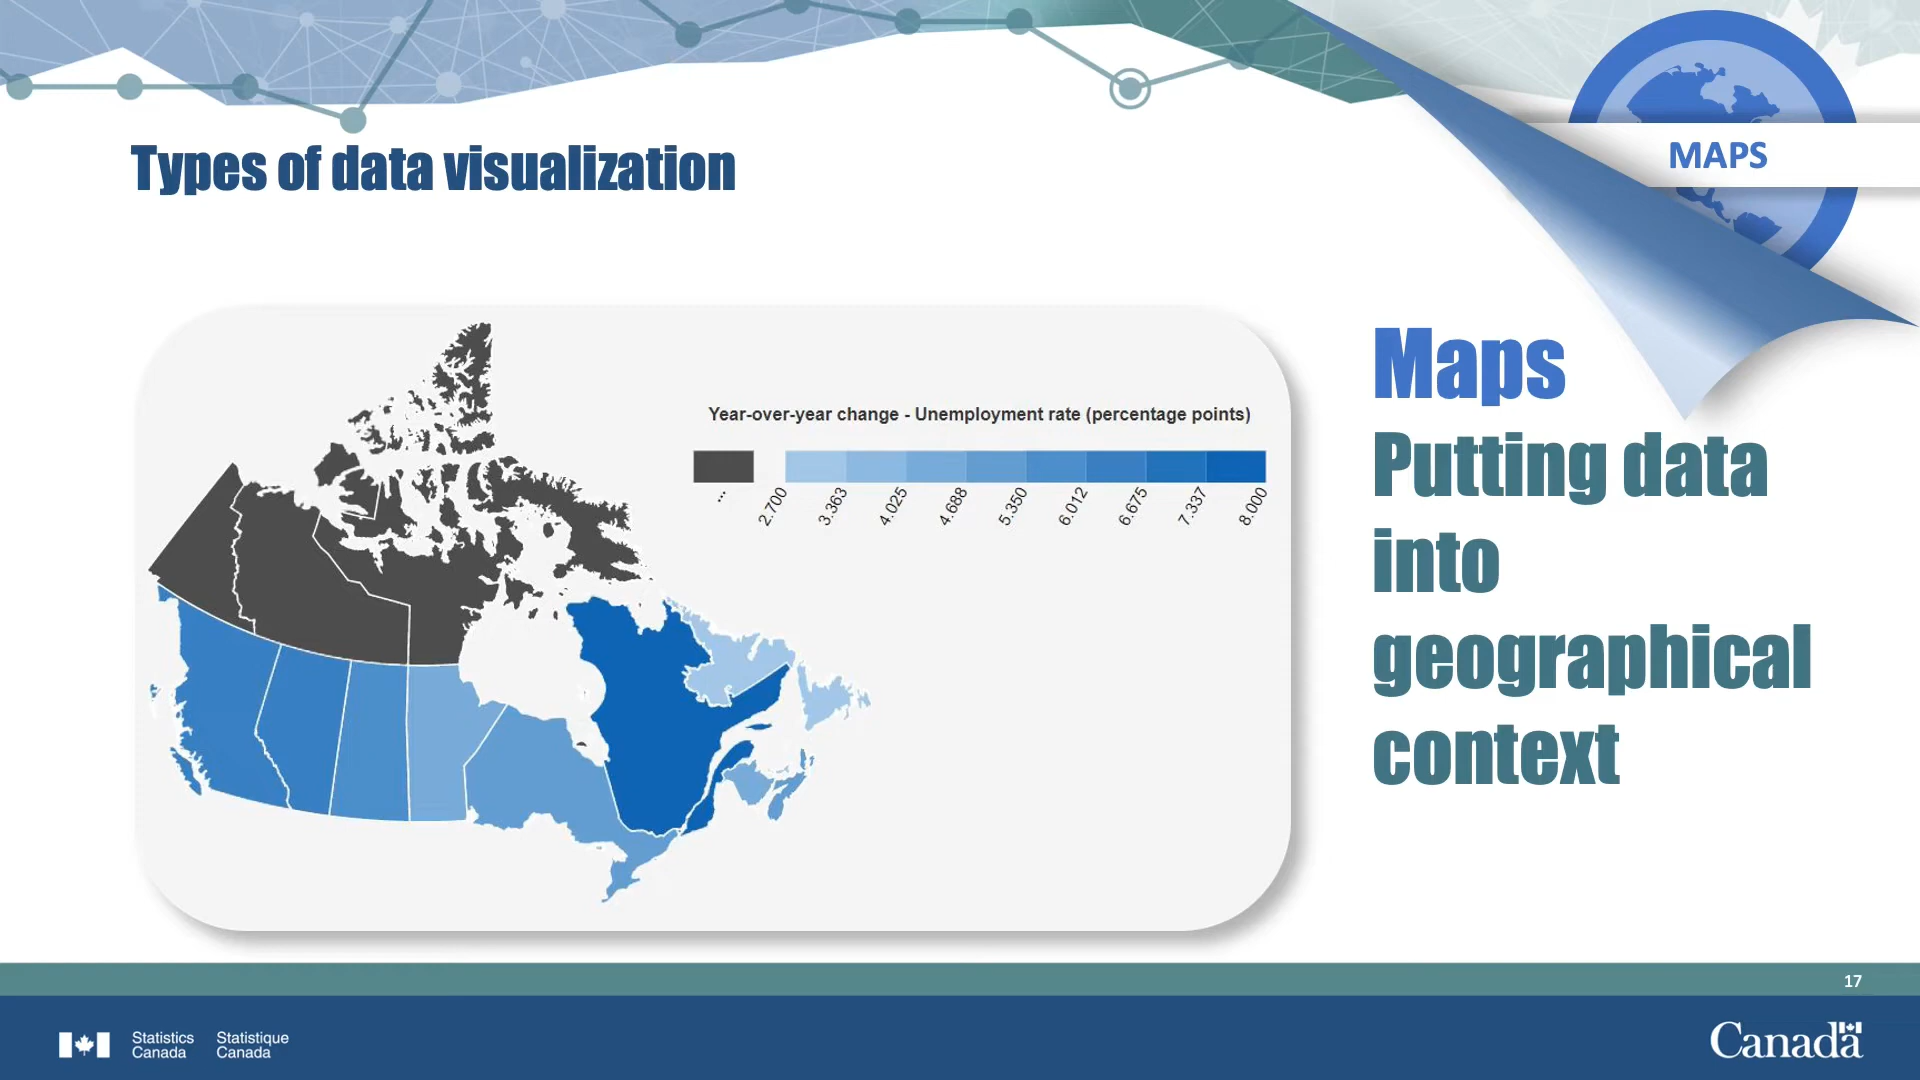 MAPS
Types of data visualization
Maps
Putting data
into
geographical
context
Year-over-year change - Unemployment rate (percentage points)
...
2.700
3.363
4.025
4.688
5.350
6.012
6.675
7.337
8.000
17
Statistics Statistique
Canada Canada
Canada